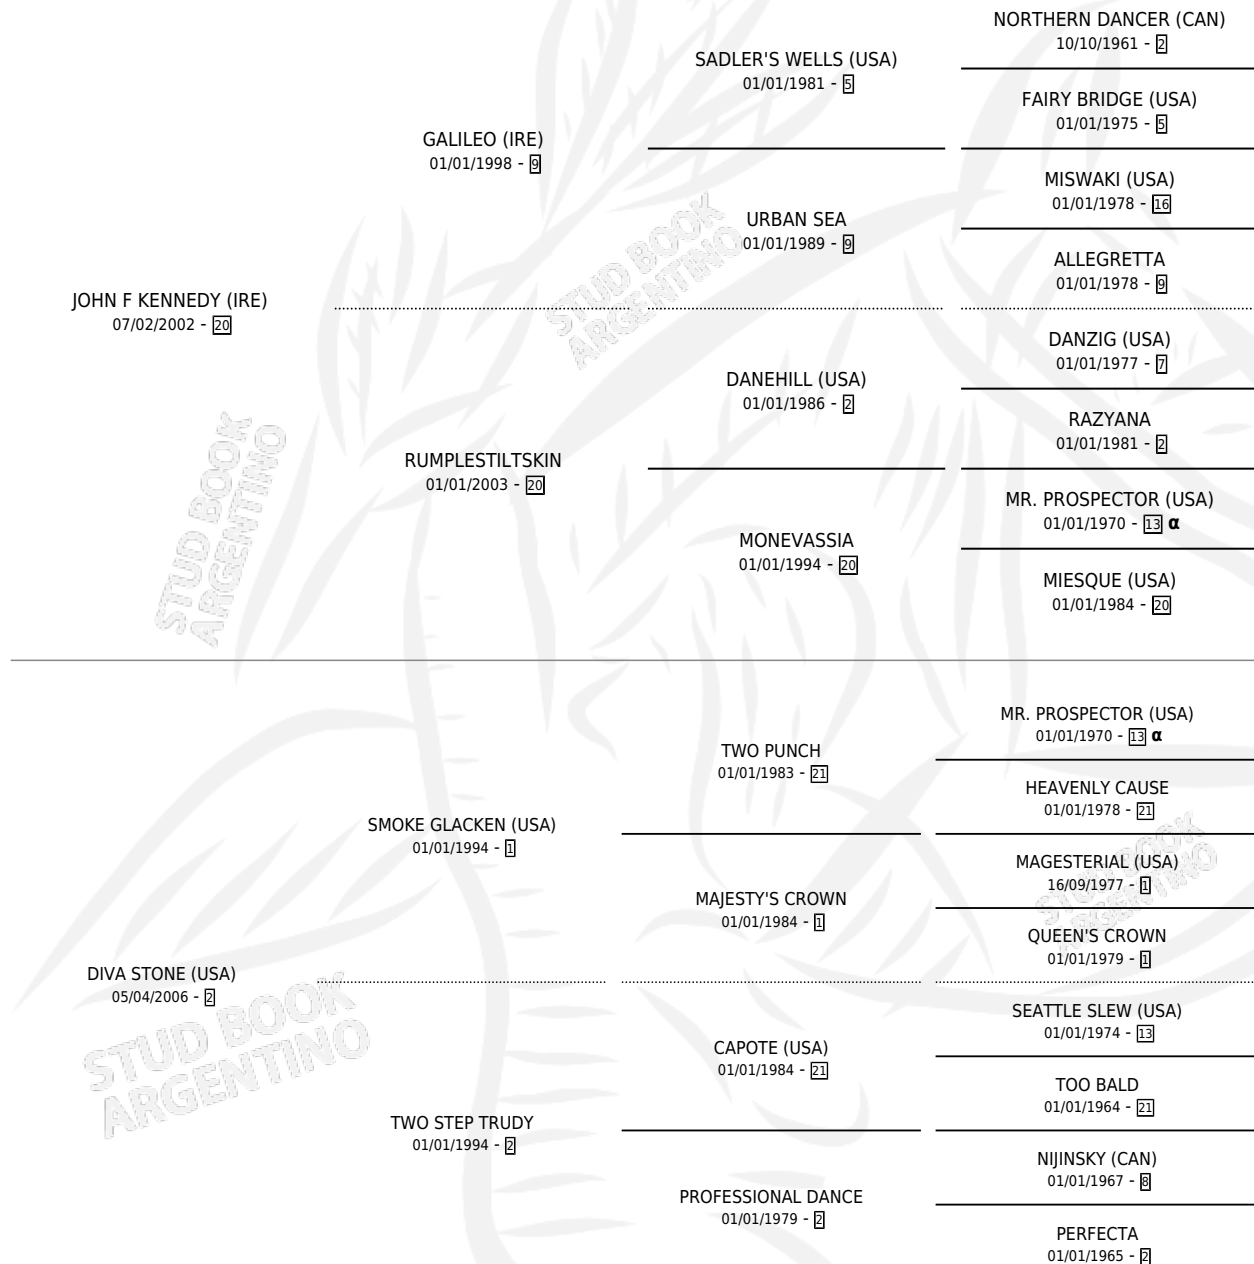 NORTHERN DANCER (CAN)
10/10/1961 - 2
SADLER'S WELLS (USA)
01/01/1981 - 5
FAIRY BRIDGE (USA)
01/01/1975 - 5
GALILEO (IRE)
01/01/1998 - 9
MISWAKI (USA)
01/01/1978 - 16
URBAN SEA
01/01/1989 - 9
ALLEGRETTA
01/01/1978 - 9
JOHN F KENNEDY (IRE)
07/02/2002 - 20
DANZIG (USA)
01/01/1977 - 7
DANEHILL (USA)
01/01/1986 - 2
RAZYANA
01/01/1981 - 2
RUMPLESTILTSKIN
01/01/2003 - 20
MR. PROSPECTOR (USA)
01/01/1970 - 13 α
MONEVASSIA
01/01/1994 - 20
MIESQUE (USA)
01/01/1984 - 20
MR. PROSPECTOR (USA)
01/01/1970 - 13 α
TWO PUNCH
01/01/1983 - 21
HEAVENLY CAUSE
01/01/1978 - 21
SMOKE GLACKEN (USA)
01/01/1994 - 1
MAGESTERIAL (USA)
16/09/1977 - 1
MAJESTY'S CROWN
01/01/1984 - 1
QUEEN'S CROWN
01/01/1979 - 1
DIVA STONE (USA)
05/04/2006 - 2
SEATTLE SLEW (USA)
01/01/1974 - 13
CAPOTE (USA)
01/01/1984 - 21
TOO BALD
01/01/1964 - 21
TWO STEP TRUDY
01/01/1994 - 2
NIJINSKY (CAN)
01/01/1967 - 8
PROFESSIONAL DANCE
01/01/1979 - 2
PERFECTA
01/01/1965 - 2
STUD BOOK
ARGENTINO
STUD BOOK
ARGENTINO
STUD BOOK
ARGENTINO
STUD BOOK
ARGENTINO